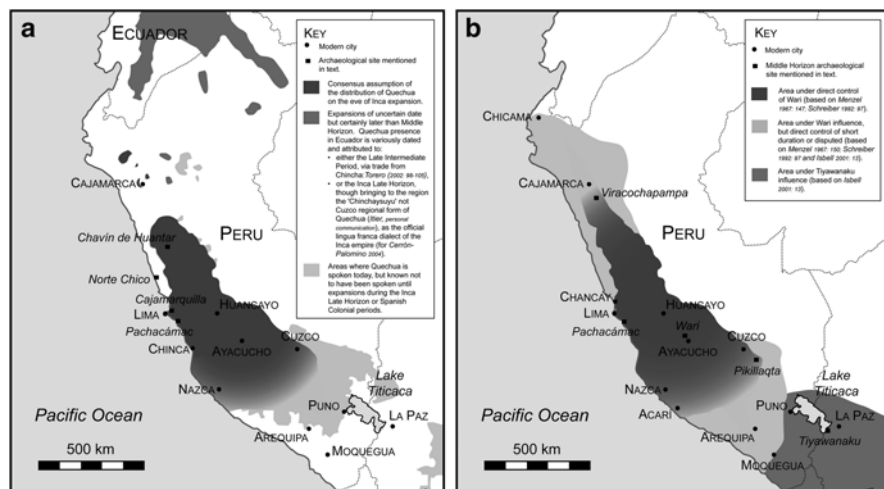 a
ECUADOR
KEY
Modern city
Archaeological site mentioned
in text.
Consensus assumption of
the distribution of Quechua
on the eve of Inca expansion.
Expansions of uncertain date
but certainly later than Middle
Horizon. Quechua presence
in Ecuador is variously dated
and attributed to:
• either the Late Intermediate
Period, via trade from
Chincha: Torero (2002: 98-105),
• or the Inca Late Horizon,
though bringing to the region
the 'Chinchaysuyu' not
Cuzco regional form of
Quechua (Itier, personal
communication), as the official
lingua franca dialect of the
Inca empire (for Cerrón-
Palomino 2004).
Areas where Quechua is
spoken today, but known not
to have been spoken until
expansions during the Inca
Late Horizon or Spanish
Colonial periods.
CAJAMARCA
PERU
Chavín de Huantar
Norte Chico
Cajamarquilla
LIMA
HUANCAYO
Pachacámac
CHINCA
AYACUCHO
CUZCO
NAZCA
Lake
Titicaca
PUNO
LA PAZ
AREQUIPA
MOQUEGUA
Pacific Ocean
500 km
b
KEY
Modern city
Middle Horizon archaeological
site mentioned in text.
Area under direct control
of Wari (based on Menzel
1967: 147; Schreiber 1992: 97).
Area under Wari influence,
but direct control of short
duration or disputed (based
on Menzel 1967: 150; Schreiber
1992: 97 and Isbell 2001: 13).
Area under Tiyawanaku
influence (based on Isbell
2001: 13).
CHICAMA
CAJAMARCA
Viracochapampa
PERU
CHANCAY
LIMA
HUANCAYO
Pachacámac
Wari
AYACUCHO
CUZCO
Pikillaqta
NAZCA
ACARÍ
Lake
Titicaca
PUNO
LA PAZ
Tiyawanaku
AREQUIPA
MOQUEGUA
Pacific Ocean
500 km